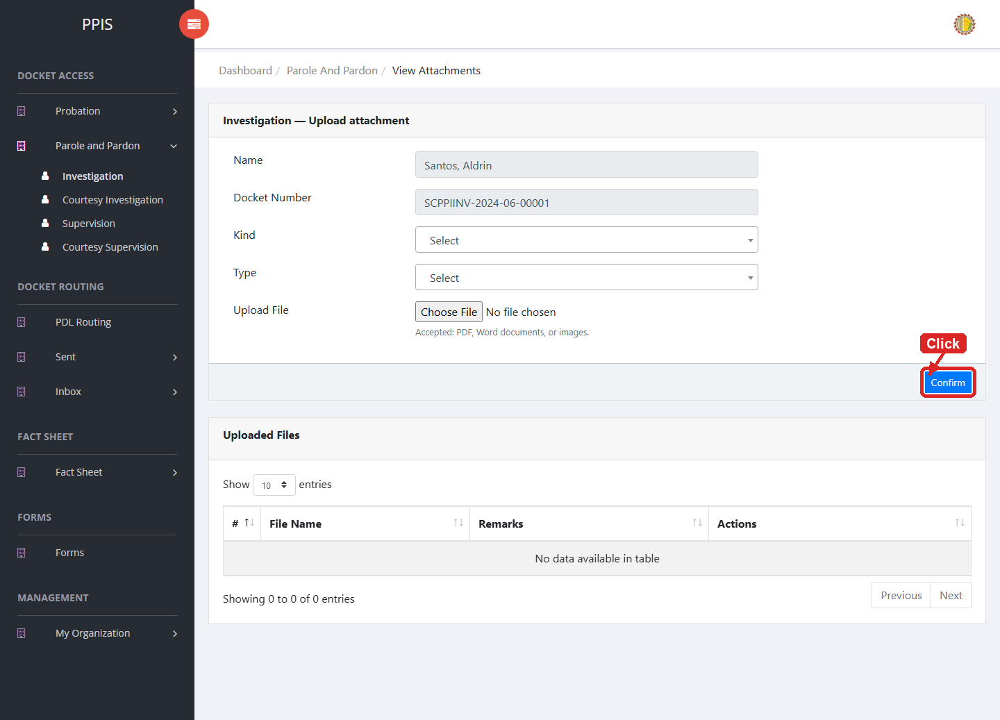 PPIS
DOCKET ACCESS
Probation
Parole and Pardon
Investigation
Courtesy Investigation
Supervision
Courtesy Supervision
DOCKET ROUTING
PDL Routing
Sent
Inbox
FACT SHEET
Fact Sheet
FORMS
Forms
MANAGEMENT
My Organization
Dashboard / Parole And Pardon / View Attachments
Investigation — Upload attachment
Name
Santos, Aldrin
Docket Number
SCPPIINV-2024-06-00001
Kind
Select
Type
Select
Upload File
Choose File No file chosen
Accepted: PDF, Word documents, or images.
Click
Confirm
Uploaded Files
Show 10 entries
# File Name Remarks Actions
No data available in table
Showing 0 to 0 of 0 entries
Previous Next